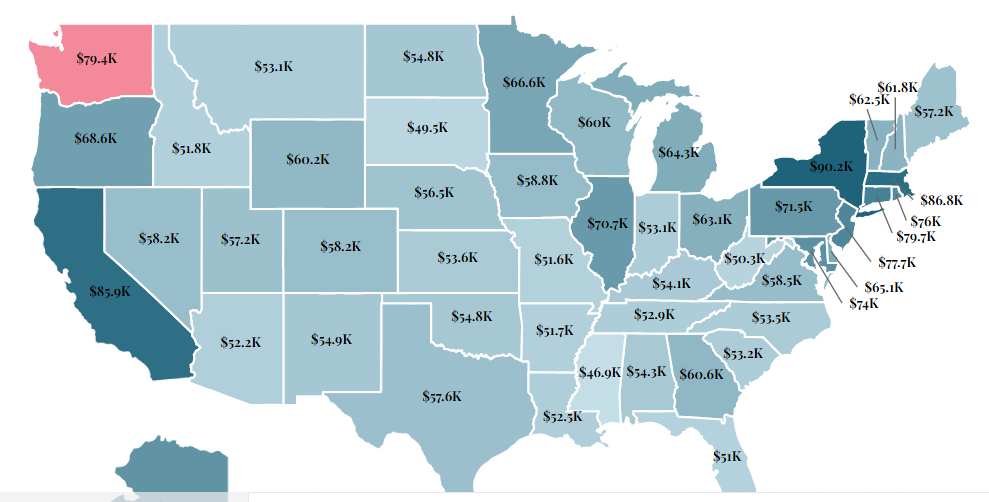 $79.4K
$53.1K
$54.8K
$66.6K
$61.8K
$62.5K
$57.2K
$68.6K
$51.8K
$49.5K
$60K
$64.3K
$60.2K
$90.2K
$58.8K
$56.5K
$86.8K
$71.5K
$76K
$70.7K
$53.1K
$63.1K
$79.7K
$58.2K
$57.2K
$58.2K
$53.6K
$51.6K
$50.3K
$77.7K
$85.9K
$54.1K
$58.5K
$65.1K
$74K
$54.8K
$52.9K
$53.5K
$52.2K
$54.9K
$51.7K
$53.2K
$46.9K
$54.3K
$60.6K
$57.6K
$52.5K
$51K